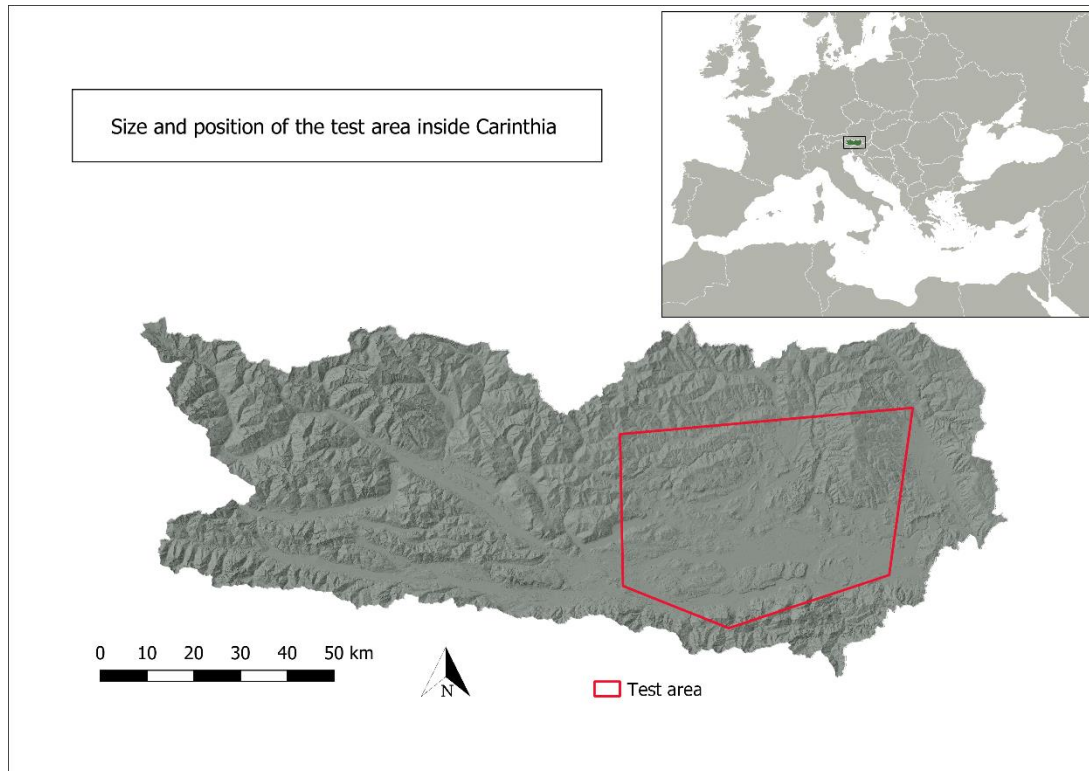 Size and position of the test area inside Carinthia
0 10 20 30 40 50 km
N
Test area